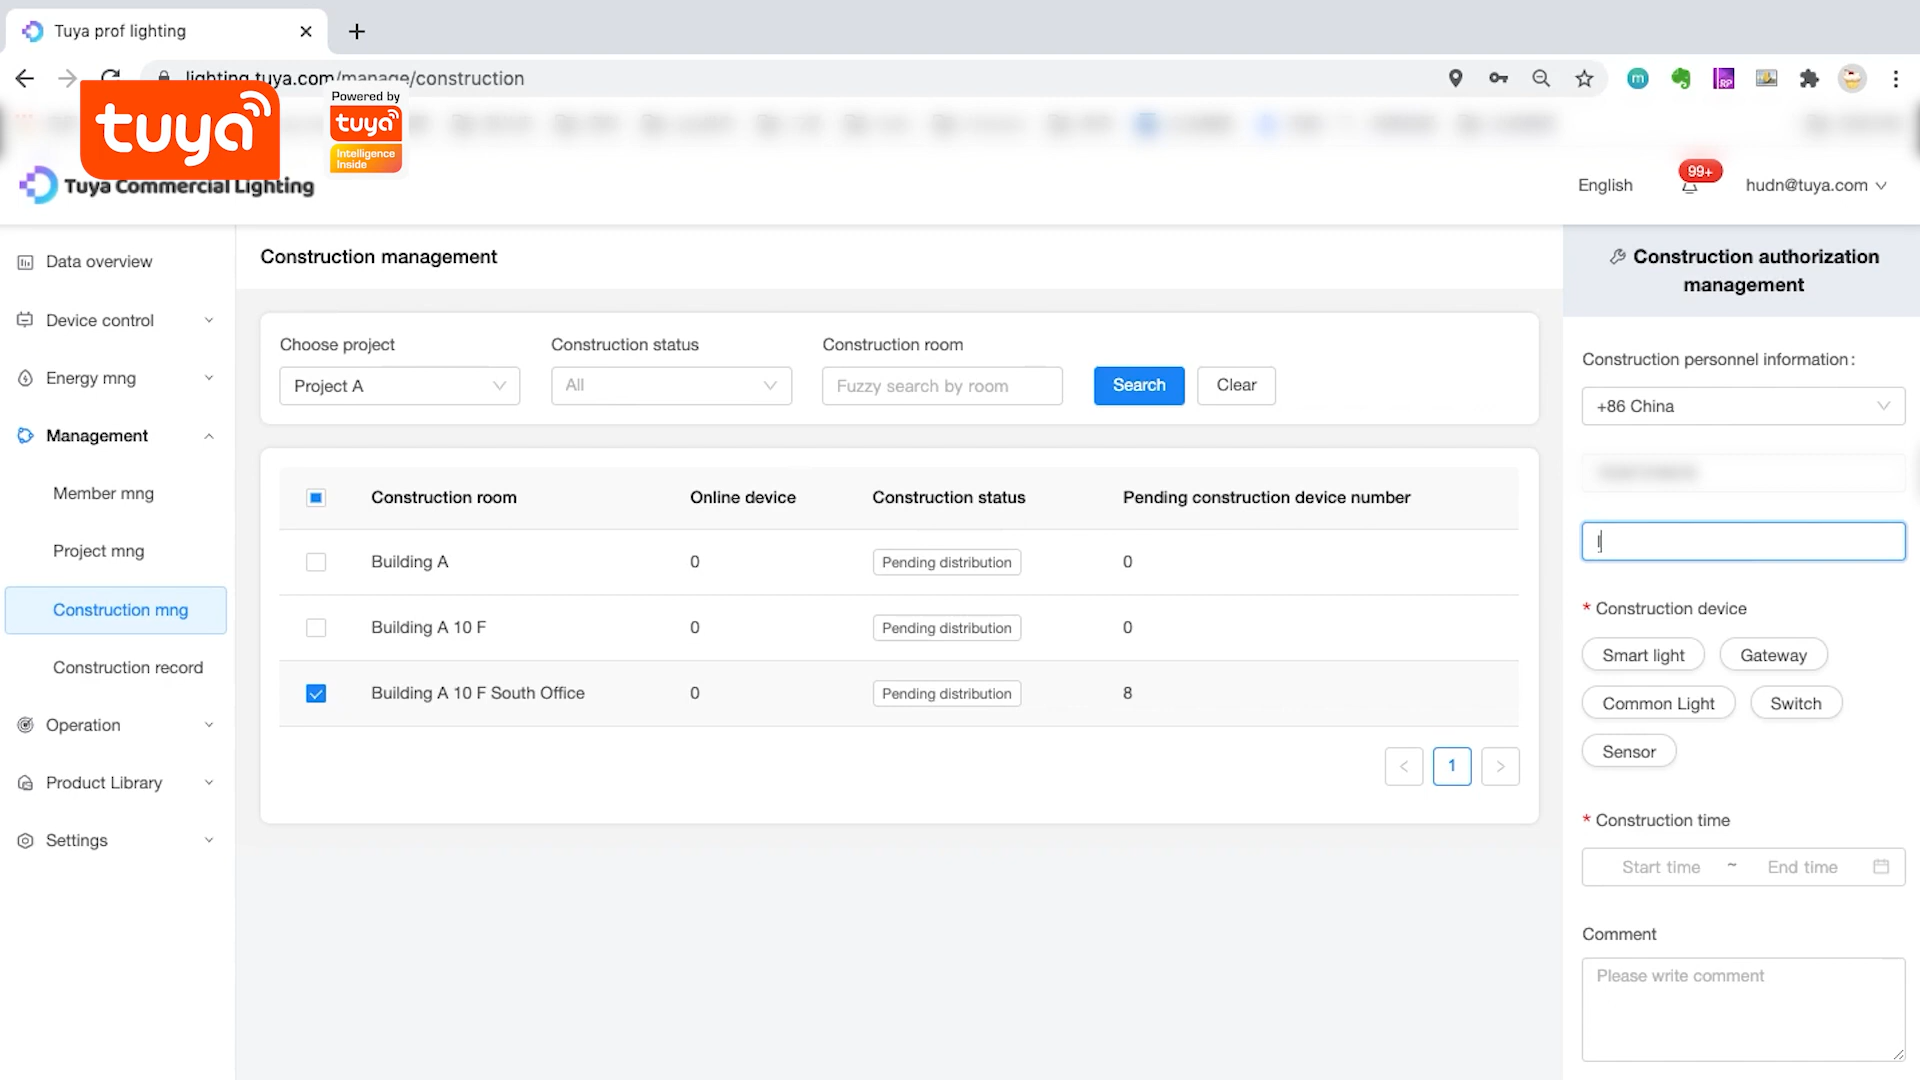 Tuya prof lighting
lighting.tuya.com/manage/construction
tuya
Powered by
tuya
Intelligence
Inside
m
RP
Tuya Commercial Lighting
English
99+
hudn@tuya.com
Data overview
Device control
Energy mng
Management
Member mng
Project mng
Construction mng
Construction record
Operation
Product Library
Settings
Construction management
Choose project
Construction status
Construction room
Project A
All
Fuzzy search by room
Search
Clear
Construction room
Online device
Construction status
Pending construction device number
Building A
0
Pending distribution
0
Building A 10 F
0
Pending distribution
0
Building A 10 F South Office
0
Pending distribution
8
<
1
>
Construction authorization
management
Construction personnel information:
+86 China
* Construction device
Smart light
Gateway
Common Light
Switch
Sensor
* Construction time
Start time ~ End time
Comment
Please write comment